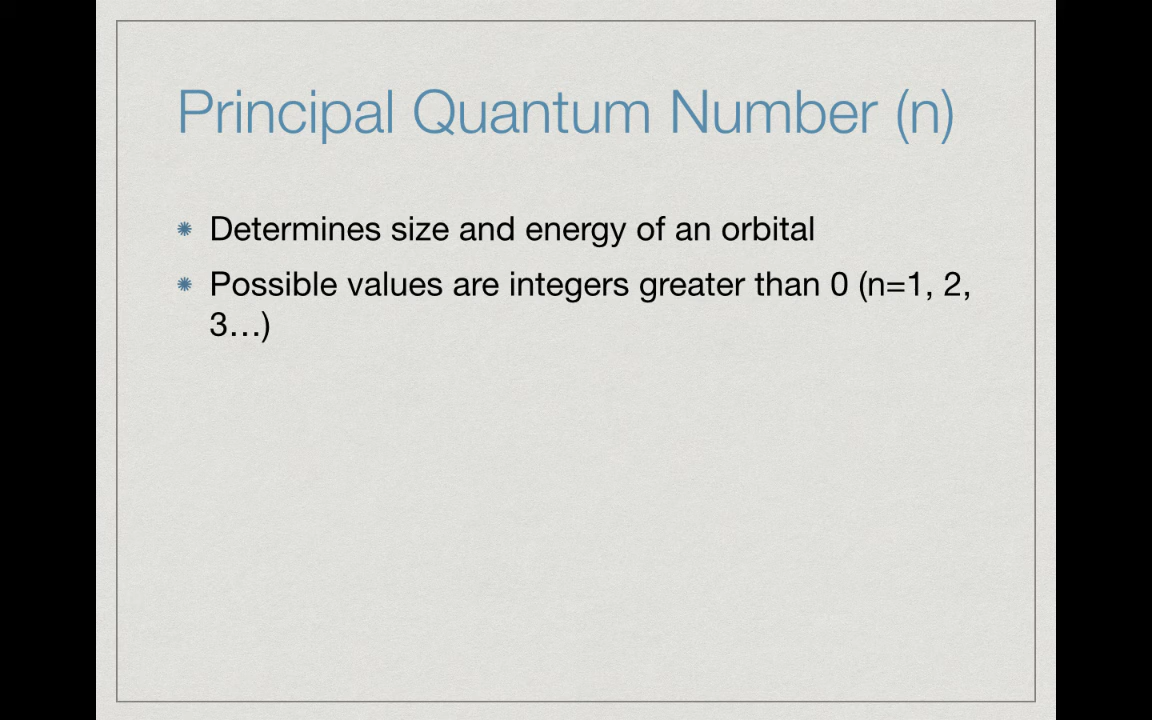 Principal Quantum Number (n)
Determines size and energy of an orbital
Possible values are integers greater than 0 (n=1, 2,
3…)